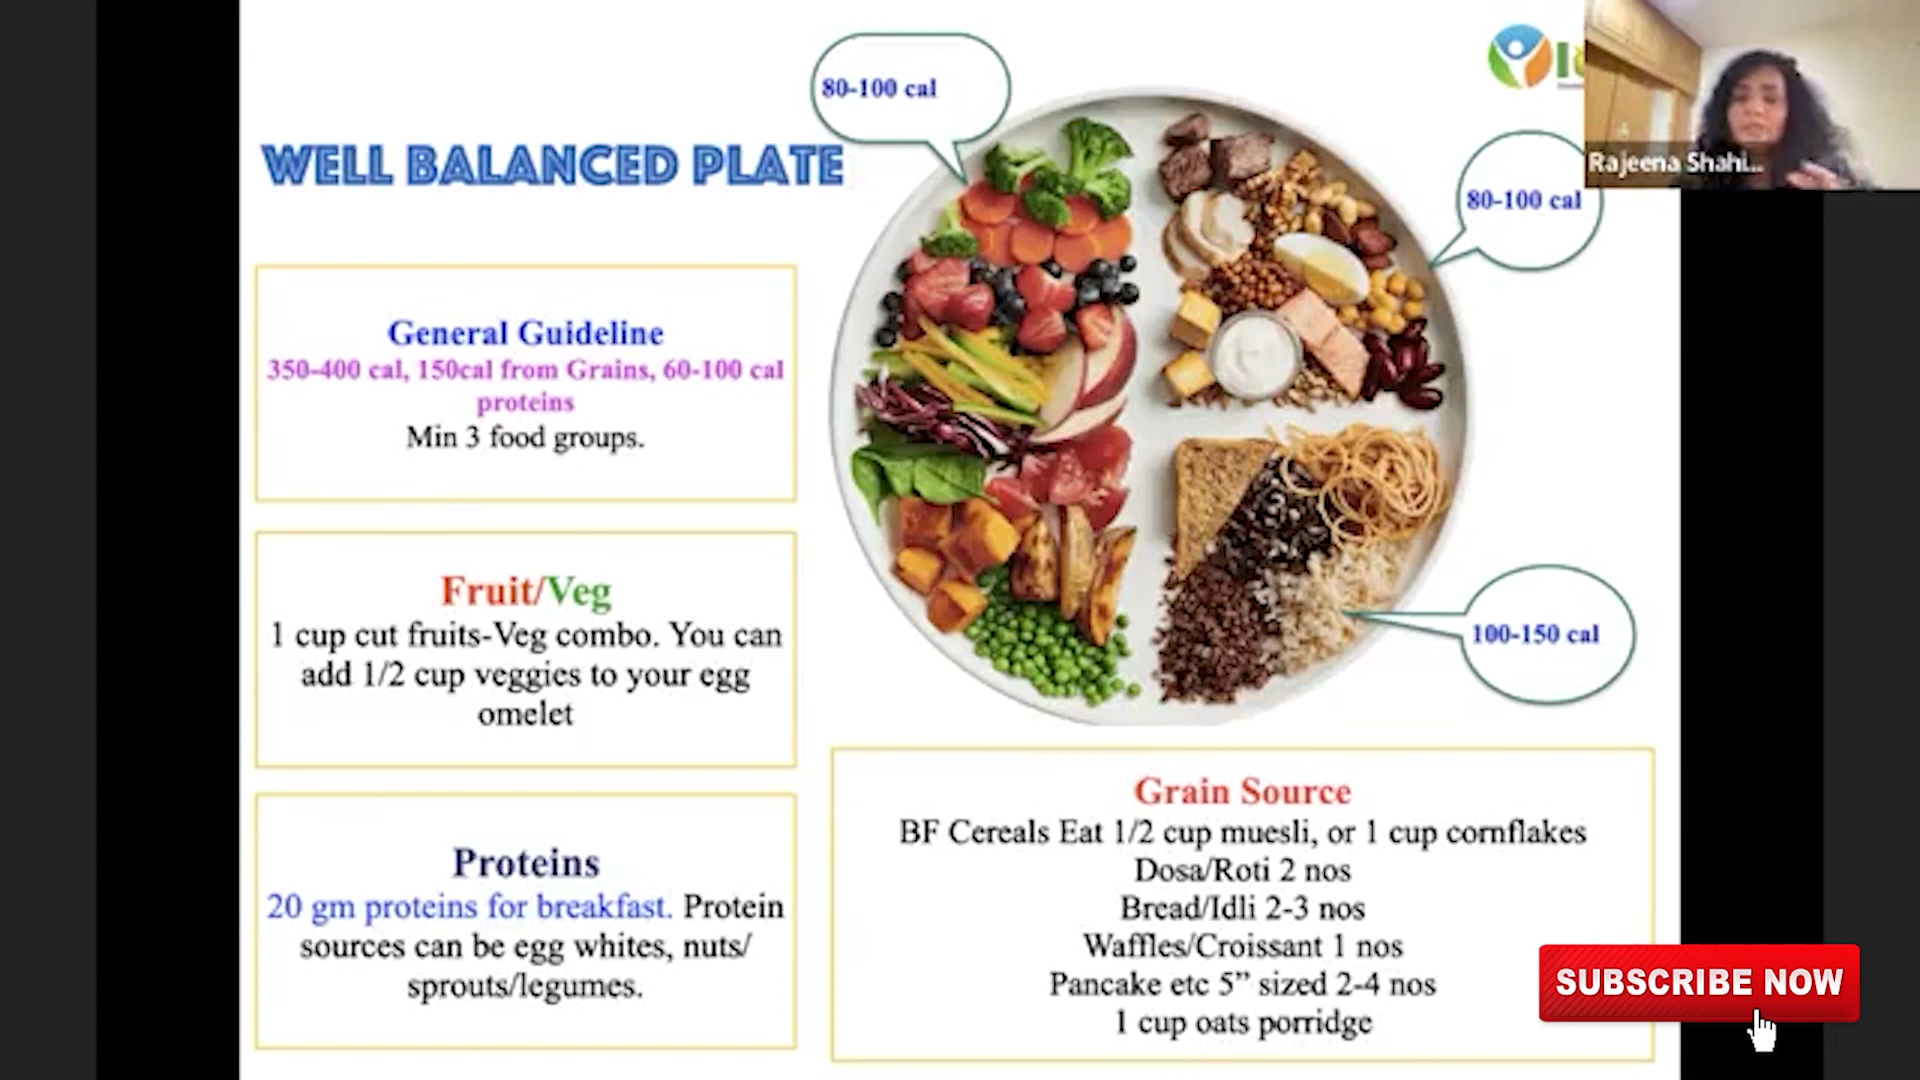 80-100 cal
WELL BALANCED PLATE
80-100 cal
Rajeena Shahi...
General Guideline
350-400 cal, 150cal from Grains, 60-100 cal
proteins
Min 3 food groups.
Fruit/Veg
1 cup cut fruits-Veg combo. You can
add 1/2 cup veggies to your egg
omelet
100-150 cal
Proteins
20 gm proteins for breakfast. Protein
sources can be egg whites, nuts/
sprouts/legumes.
Grain Source
BF Cereals Eat 1/2 cup muesli, or 1 cup cornflakes
Dosa/Roti 2 nos
Bread/Idli 2-3 nos
Waffles/Croissant 1 nos
Pancake etc 5” sized 2-4 nos
1 cup oats porridge
SUBSCRIBE NOW